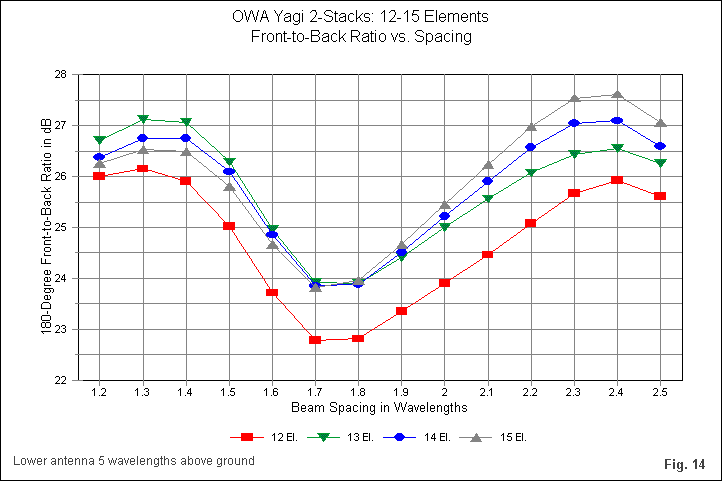 OWA Yagi 2-Stacks: 12-15 Elements
Front-to-Back Ratio vs. Spacing
180-Degree Front-to-Back Ratio in dB
28
27
26
25
24
23
22
1.2 1.3 1.4 1.5 1.6 1.7 1.8 1.9 2 2.1 2.2 2.3 2.4 2.5
Beam Spacing in Wavelengths
12 El. 13 El. 14 El. 15 El.
Lower antenna 5 wavelengths above ground
Fig. 14